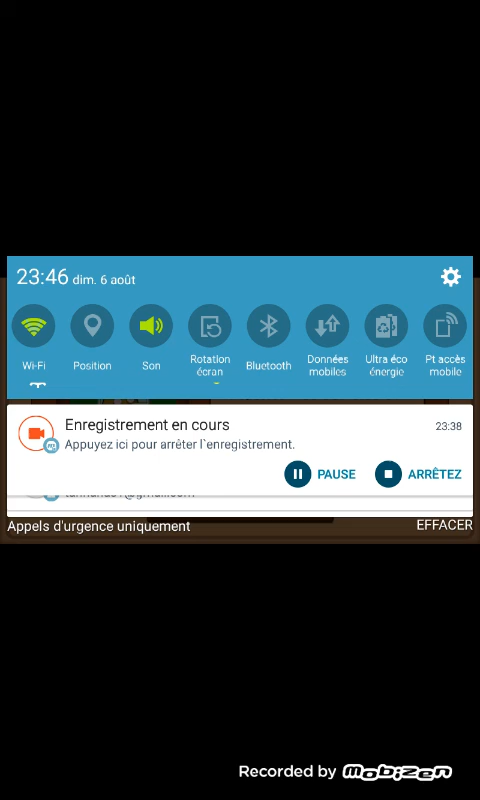 23:46 dim. 6 août
Wi-Fi
Position
Son
Rotation
écran
Bluetooth
Données
mobiles
Ultra éco
énergie
Pt accès
mobile
Enregistrement en cours
23:38
Appuyez ici pour arrêter l`enregistrement.
PAUSE
ARRÊTEZ
Appels d'urgence uniquement
EFFACER
Recorded by Mobizen